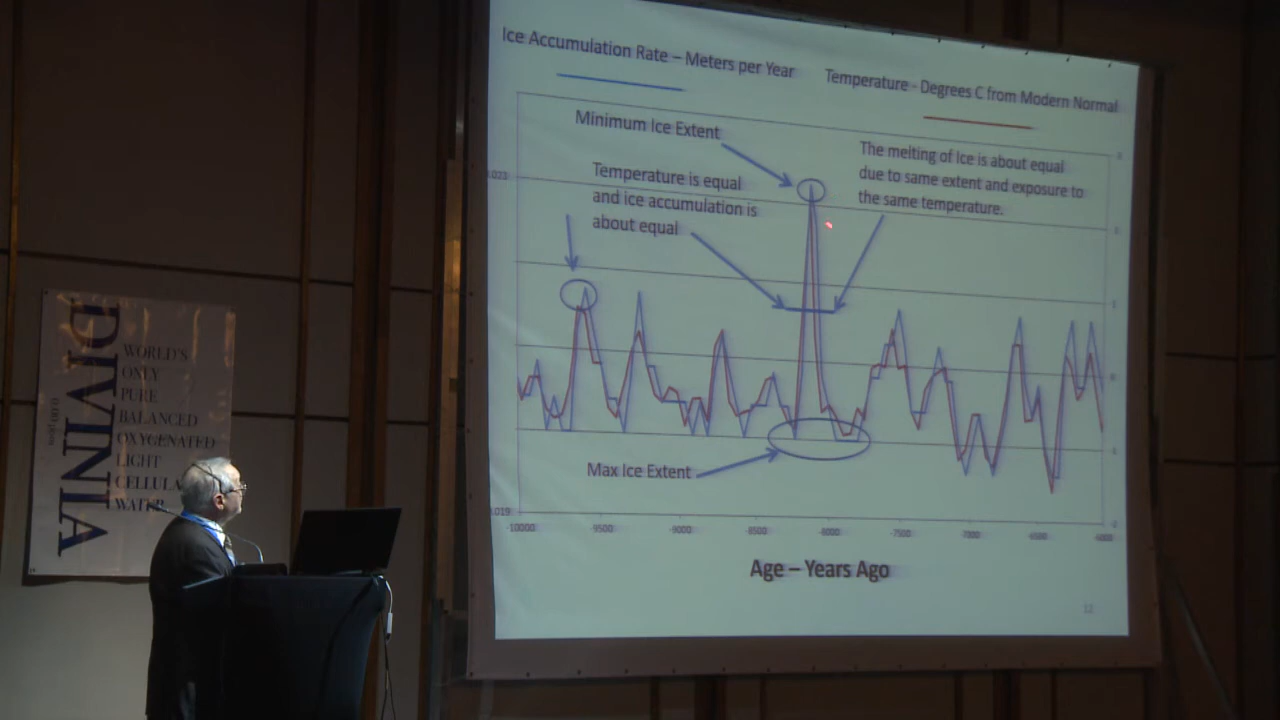 Ice Accumulation Rate – Meters per Year
Temperature - Degrees C from Modern Normal
Minimum Ice Extent
Temperature is equal
and ice accumulation is
about equal
The melting of Ice is about equal
due to same extent and exposure to
the same temperature.
Max Ice Extent
-10000 -9500 -9000 -8500 -8000 -7500 -7000 -6500 -6000
Age – Years Ago
12
DIVINIA
WORLD'S
ONLY
PURE
BALANCED
OXYGENATED
LIGHT
CELLULA
WATER